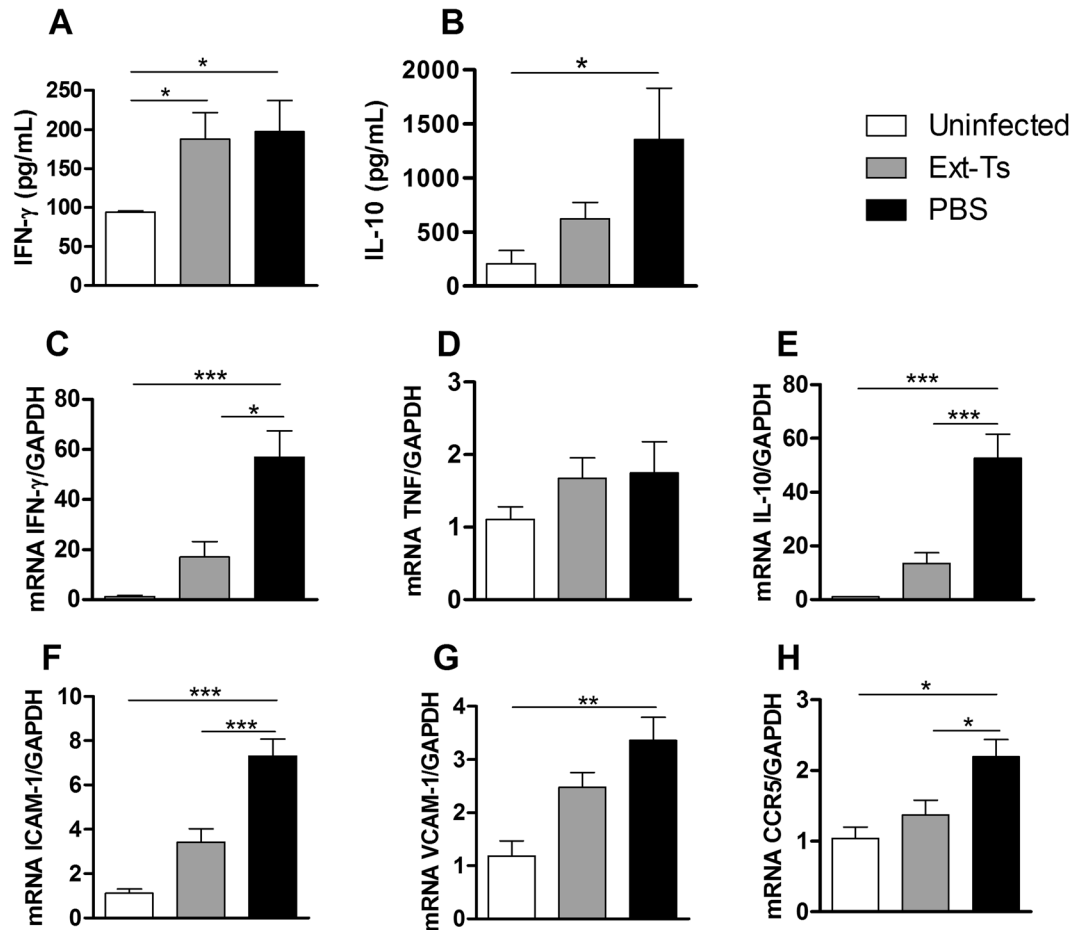 A
IFN-γ (pg/mL)
250
200
150
100
50
0
*
*
B
IL-10 (pg/mL)
2000
1500
1000
500
0
*
Uninfected
Ext-Ts
PBS
C
mRNA IFN-γ/GAPDH
80
60
40
20
0
***
*
D
mRNA TNF/GAPDH
3
2
1
0
E
mRNA IL-10/GAPDH
80
60
40
20
0
***
***
F
mRNA ICAM-1/GAPDH
10
8
6
4
2
0
***
***
G
mRNA VCAM-1/GAPDH
4
3
2
1
0
**
H
mRNA CCR5/GAPDH
3
2
1
0
*
*